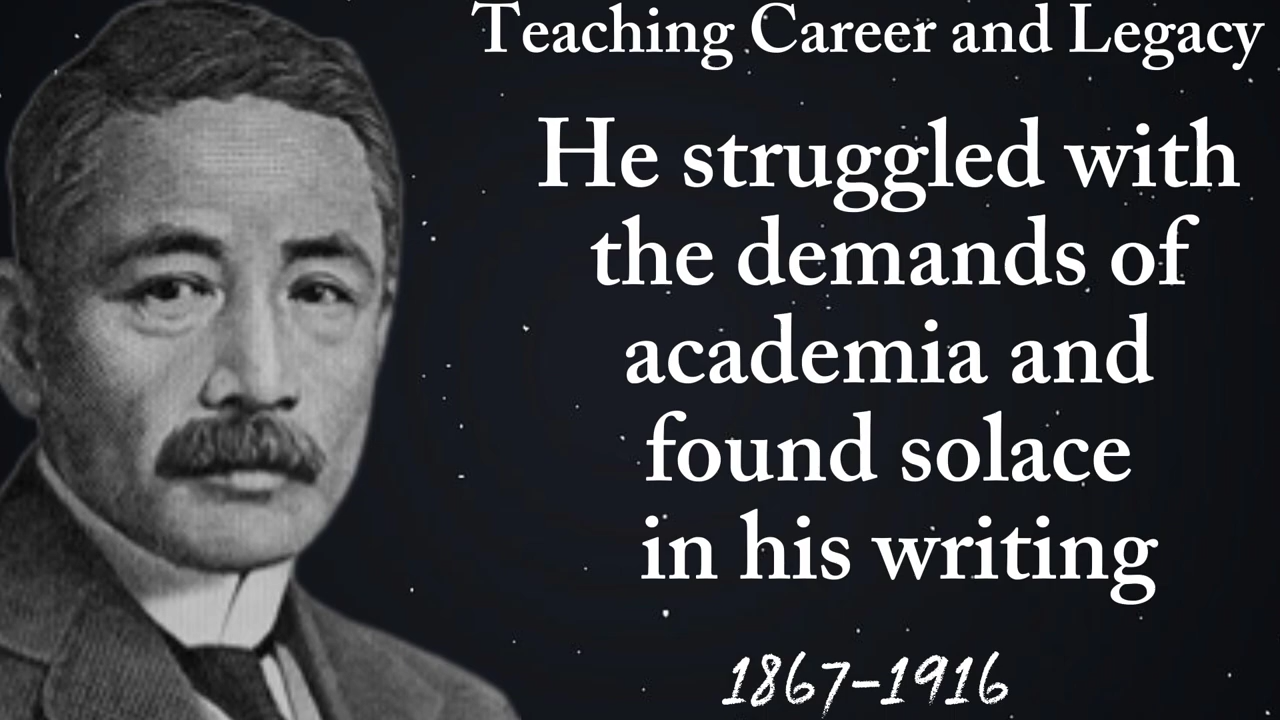 Teaching Career and Legacy
He struggled with
the demands of
academia and
found solace
in his writing
1867-1916